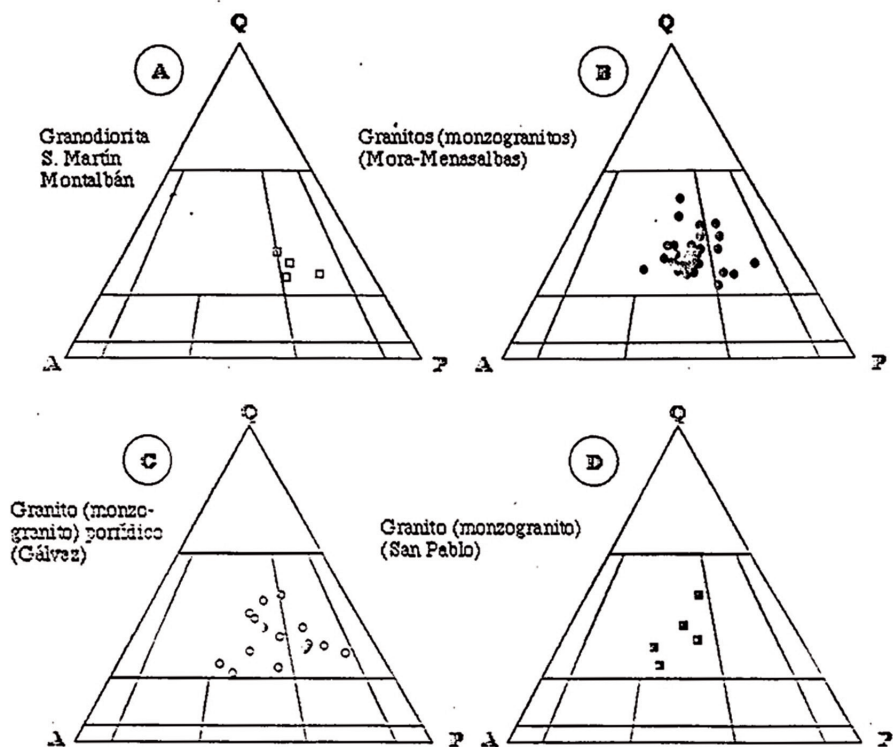 Q
A
Granodiorita
S. Martín
Montalbán
A
P
Q
B
Granitos (monzogranitos)
(Mora-Menasalbas)
A
P
Q
C
Granito (monzo-
granito) porfídico
(Gálvez)
A
P
Q
D
Granito (monzogranito)
(San Pablo)
A
P